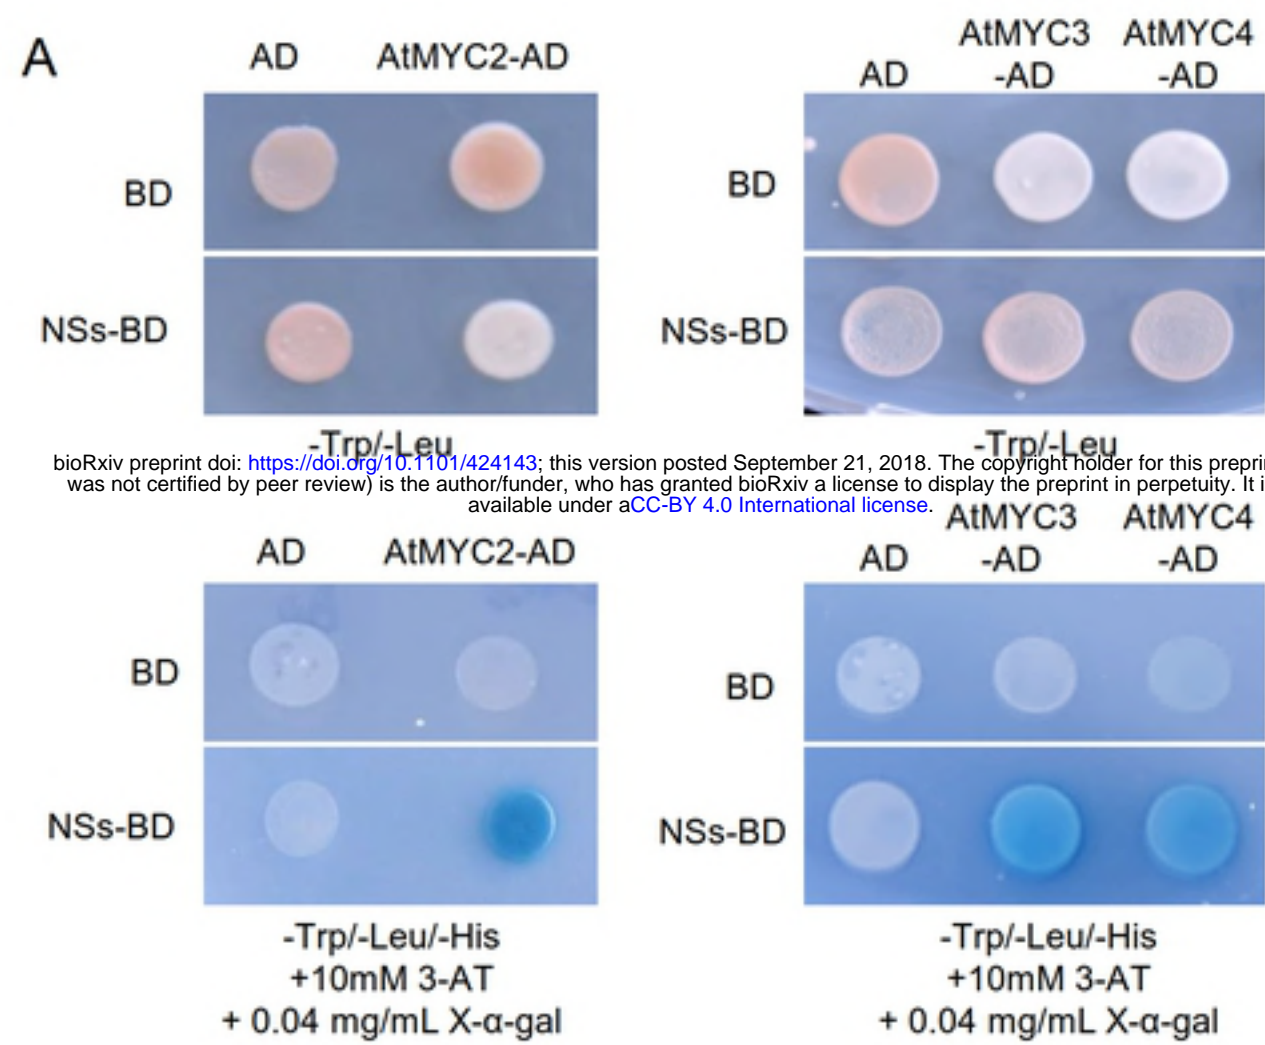 A
AD AtMYC2-AD
BD
NSs-BD
-Trp/-Leu
AtMYC3 AtMYC4
AD -AD -AD
BD
NSs-BD
-Trp/-Leu
bioRxiv preprint doi: https://doi.org/10.1101/424143; this version posted September 21, 2018. The copyright holder for this
was not certified by peer review) is the author/funder, who has granted bioRxiv a license to display the preprint in perpetuity. It
available under aCC-BY 4.0 International license.
AD AtMYC2-AD
BD
NSs-BD
-Trp/-Leu/-His
+10mM 3-AT
+ 0.04 mg/mL X-α-gal
AtMYC3 AtMYC4
AD -AD -AD
BD
NSs-BD
-Trp/-Leu/-His
+10mM 3-AT
+ 0.04 mg/mL X-α-gal